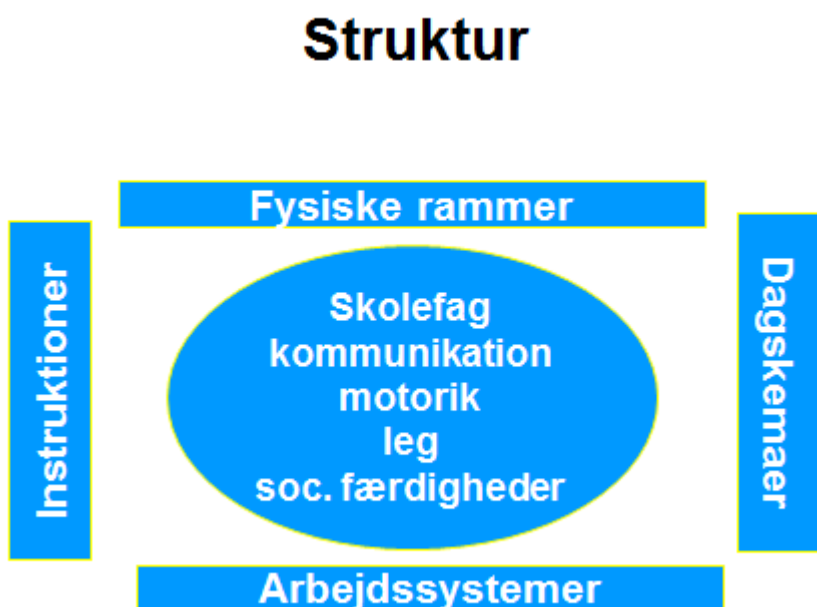 Struktur
Fysiske rammer
Instruktioner
Skolefag
kommunikation
motorik
leg
soc. færdigheder
Dagskemaer
Arbejdssystemer